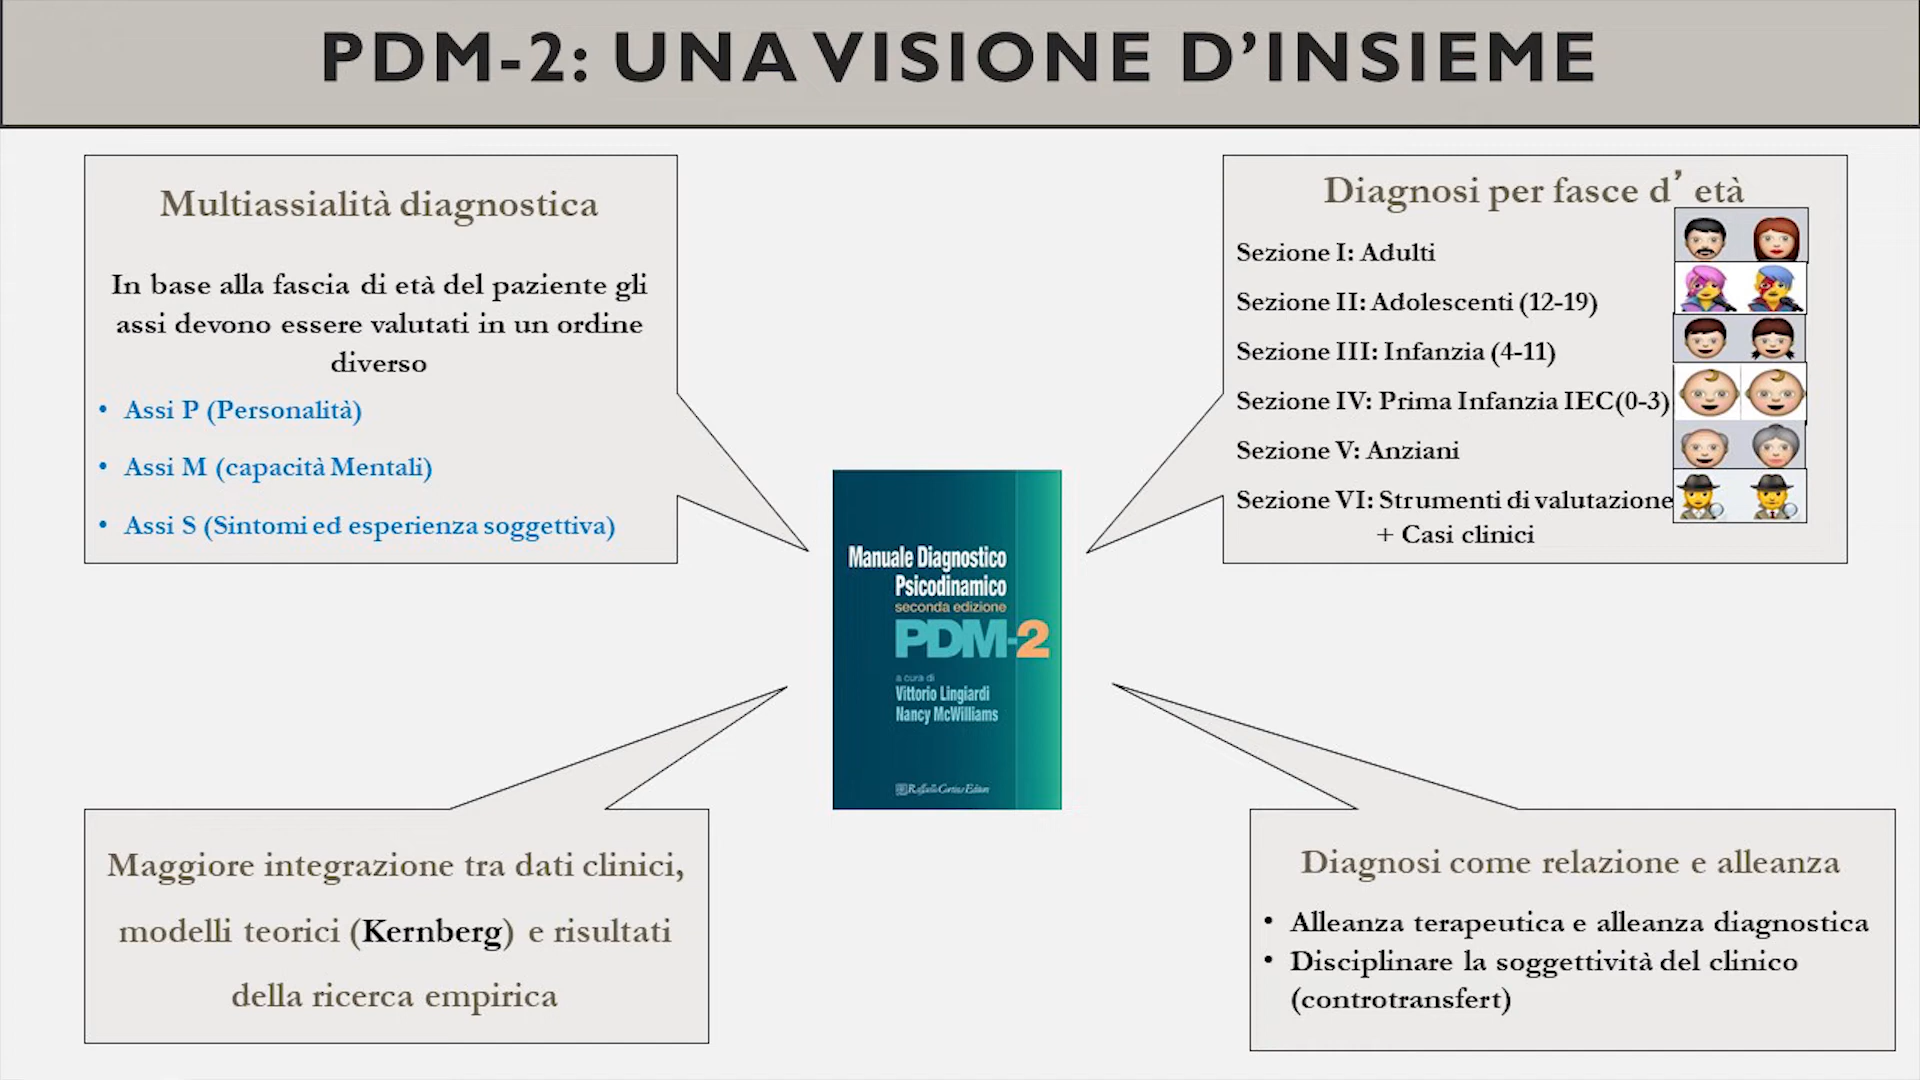 PDM-2: UNA VISIONE D’INSIEME
Multiassialità diagnostica
In base alla fascia di età del paziente gli
assi devono essere valutati in un ordine
diverso
• Assi P (Personalità)
• Assi M (capacità Mentali)
• Assi S (Sintomi ed esperienza soggettiva)
Diagnosi per fasce d’ età
Sezione I: Adulti
Sezione II: Adolescenti (12-19)
Sezione III: Infanzia (4-11)
Sezione IV: Prima Infanzia IEC(0-3)
Sezione V: Anziani
Sezione VI: Strumenti di valutazione
+ Casi clinici
Manuale Diagnostico
Psicodinamico
seconda edizione
PDM-2
a cura di
Vittorio Lingiardi
Nancy McWilliams
Raffaello Cortina Editore
Maggiore integrazione tra dati clinici,
modelli teorici (Kernberg) e risultati
della ricerca empirica
Diagnosi come relazione e alleanza
• Alleanza terapeutica e alleanza diagnostica
• Disciplinare la soggettività del clinico
(controtransfert)